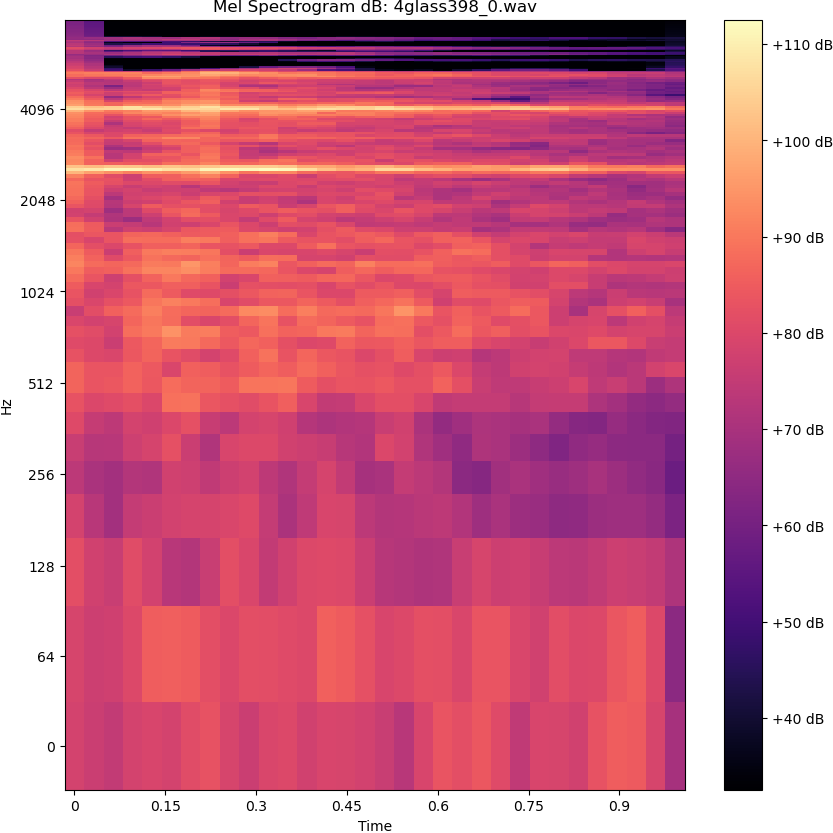 Mel Spectrogram dB: 4glass398_0.wav
+110 dB
4096
+100 dB
2048
+90 dB
1024
+80 dB
512
Hz
+70 dB
256
+60 dB
128
+50 dB
64
+40 dB
0
0 0.15 0.3 0.45 0.6 0.75 0.9
Time